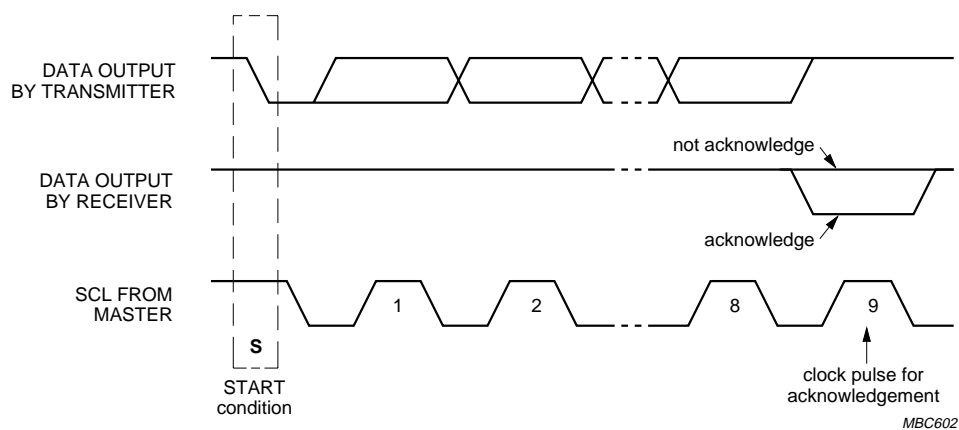 DATA OUTPUT
BY TRANSMITTER
not acknowledge
DATA OUTPUT
BY RECEIVER
acknowledge
SCL FROM
MASTER
1
2
8
9
S
START
condition
clock pulse for
acknowledgement
MBC602